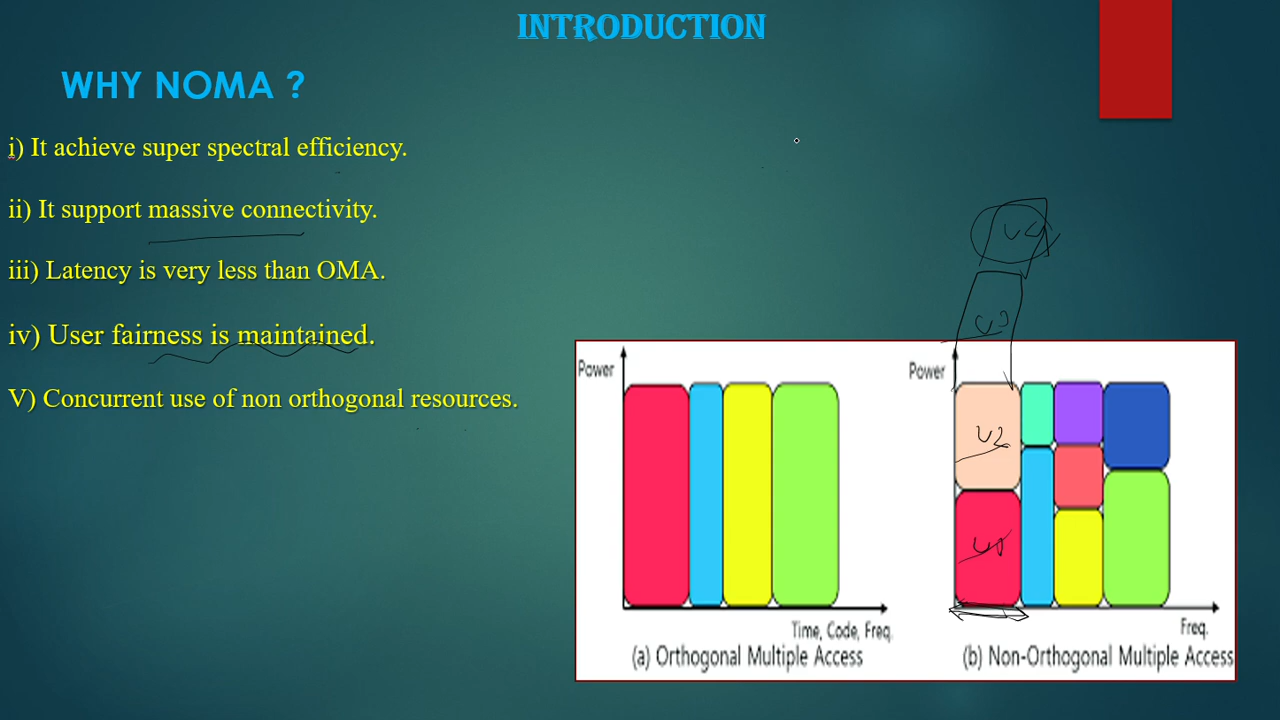 INTRODUCTION
WHY NOMA ?
i) It achieve super spectral efficiency.
ii) It support massive connectivity.
iii) Latency is very less than OMA.
iv) User fairness is maintained.
V) Concurrent use of non orthogonal resources.
Power
Time, Code, Freq.
(a) Orthogonal Multiple Access
Power
U2
Freq.
(b) Non-Orthogonal Multiple Access